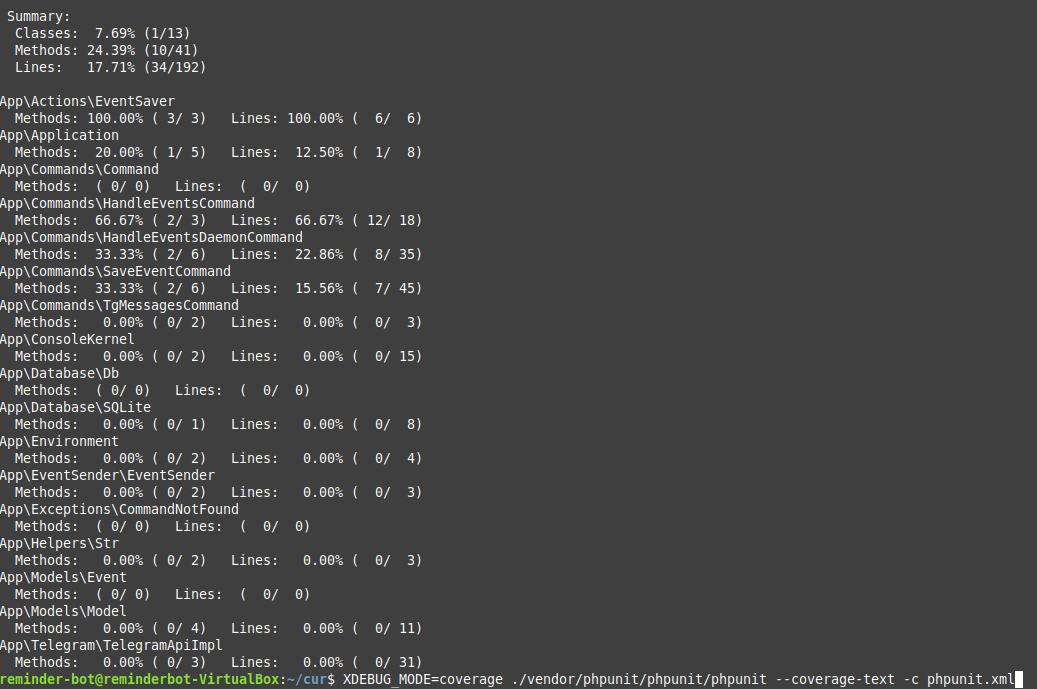 Summary:
  Classes:  7.69% (1/13)
  Methods: 24.39% (10/41)
  Lines:   17.71% (34/192)

App\Actions\EventSaver
  Methods: 100.00% ( 3/ 3)   Lines: 100.00% (  6/  6)
App\Application
  Methods:  20.00% ( 1/ 5)   Lines:  12.50% (  1/  8)
App\Commands\Command
  Methods:  ( 0/ 0)   Lines:  (  0/  0)
App\Commands\HandleEventsCommand
  Methods:  66.67% ( 2/ 3)   Lines:  66.67% ( 12/ 18)
App\Commands\HandleEventsDaemonCommand
  Methods:  33.33% ( 2/ 6)   Lines:  22.86% (  8/ 35)
App\Commands\SaveEventCommand
  Methods:  33.33% ( 2/ 6)   Lines:  15.56% (  7/ 45)
App\Commands\TgMessagesCommand
  Methods:   0.00% ( 0/ 2)   Lines:   0.00% (  0/  3)
App\ConsoleKernel
  Methods:   0.00% ( 0/ 2)   Lines:   0.00% (  0/ 15)
App\Database\Db
  Methods:  ( 0/ 0)   Lines:  (  0/  0)
App\Database\SQLite
  Methods:   0.00% ( 0/ 1)   Lines:   0.00% (  0/  8)
App\Environment
  Methods:   0.00% ( 0/ 2)   Lines:   0.00% (  0/  4)
App\EventSender\EventSender
  Methods:   0.00% ( 0/ 2)   Lines:   0.00% (  0/  3)
App\Exceptions\CommandNotFound
  Methods:  ( 0/ 0)   Lines:  (  0/  0)
App\Helpers\Str
  Methods:   0.00% ( 0/ 2)   Lines:   0.00% (  0/  3)
App\Models\Event
  Methods:  ( 0/ 0)   Lines:  (  0/  0)
App\Models\Model
  Methods:   0.00% ( 0/ 4)   Lines:   0.00% (  0/ 11)
App\Telegram\TelegramApiImpl
  Methods:   0.00% ( 0/ 3)   Lines:   0.00% (  0/ 31)
reminder-bot@reminderbot-VirtualBox:~/cur$ XDEBUG_MODE=coverage ./vendor/phpunit/phpunit/phpunit --coverage-text -c phpunit.xml